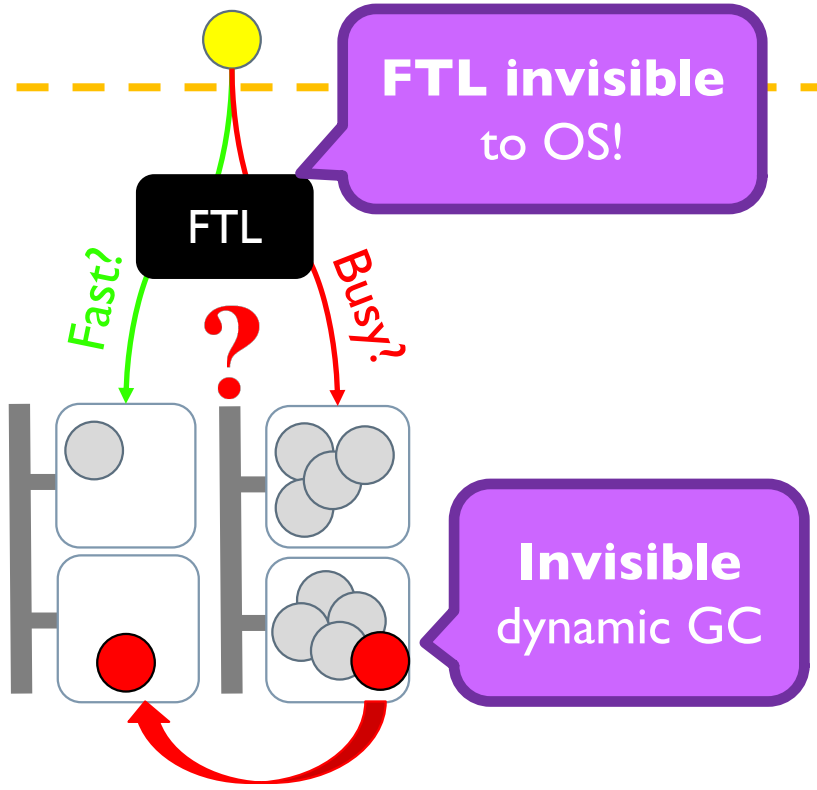 FTL invisible
to OS!
FTL
Fast?
Busy?
?
Invisible
dynamic GC